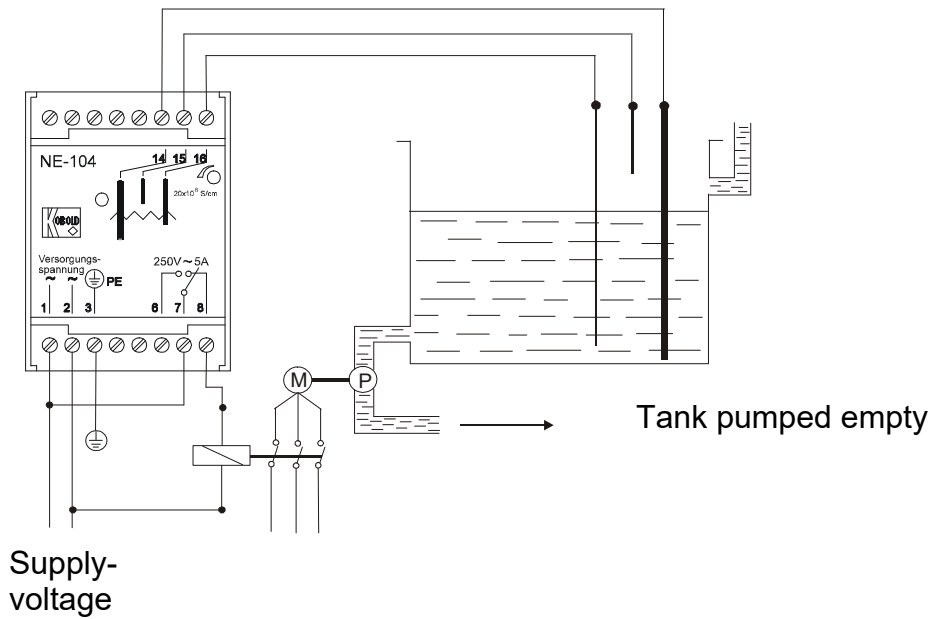 NE-104
14 15 16
20x10⁶ S/cm
KOBOLD
Versorgungs-
spannung
~ ~
PE
250V ~ 5A
1 2 3 6 7 8
M
P
Tank pumped empty
Supply-
voltage